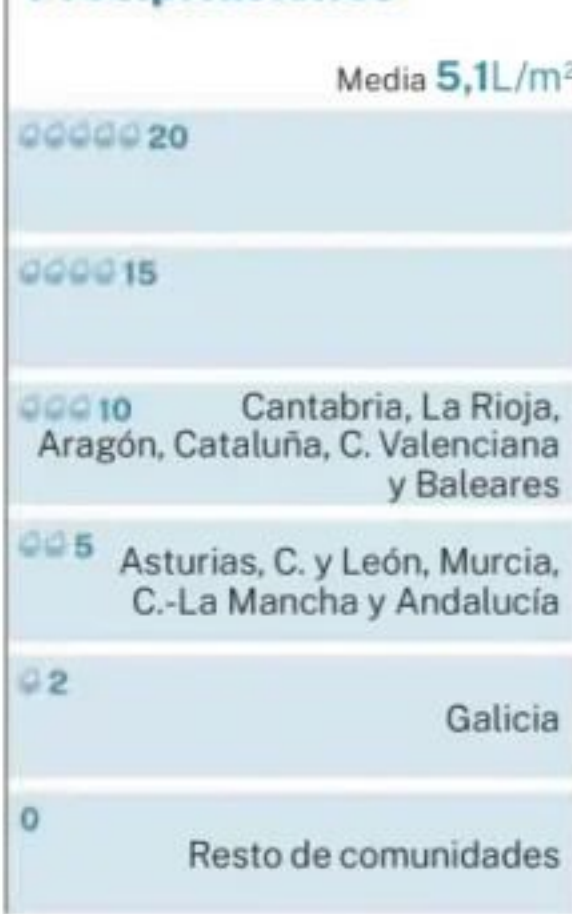 Media 5,1L/m²
20
15
10 Cantabria, La Rioja,
Aragón, Cataluña, C. Valenciana
y Baleares
5 Asturias, C. y León, Murcia,
C.-La Mancha y Andalucía
2
Galicia
0
Resto de comunidades